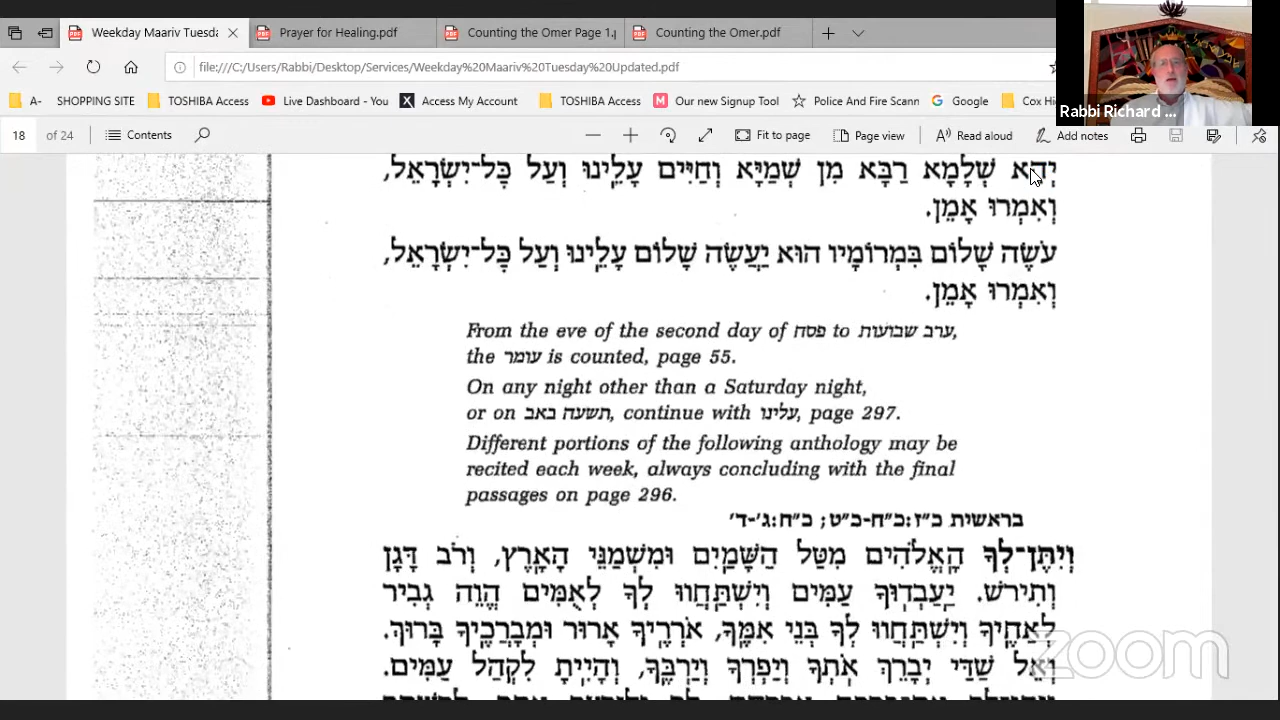 Weekday Maariv Tuesda
Prayer for Healing.pdf
Counting the Omer Page 1.
Counting the Omer.pdf
file:///C:/Users/Rabbi/Desktop/Services/Weekday%20Maariv%20Tuesday%20Updated.pdf
A- SHOPPING SITE TOSHIBA Access Live Dashboard - You Access My Account TOSHIBA Access Our new Signup Tool Police And Fire Scann Google Cox Hi
Rabbi Richard ...
18 of 24 Contents Fit to page Page view Read aloud Add notes
יְהֵא שְׁלָמָא רַבָּא מִן שְׁמַיָּא וְחַיִּים עָלֵֽינוּ וְעַל כׇּל־יִשְׂרָאֵל,
וְאִמְרוּ אָמֵן.
עֹשֶׂה שָׁלוֹם בִּמְרוֹמָיו הוּא יַעֲשֶׂה שָׁלוֹם עָלֵֽינוּ וְעַל כׇּל־יִשְׂרָאֵל,
וְאִמְרוּ אָמֵן.
From the eve of the second day of פסח to ערב שבועות,
the עומר is counted, page 55.
On any night other than a Saturday night,
or on תשעה באב, continue with עלינו, page 297.
Different portions of the following anthology may be
recited each week, always concluding with the final
passages on page 296.
בראשית כ״ז:כ״ח-כ״ט; כ״ח:ג׳-ד׳
וְיִתֶּן־לְךָ הָאֱלֹהִים מִטַּל הַשָּׁמַֽיִם וּמִשְׁמַנֵּי הָאָֽרֶץ, וְרֹב דָּגָן
וְתִירֹשׁ. יַעַבְדֽוּךָ עַמִּים וְיִשְׁתַּחֲווּ לְךָ לְאֻמִּים הֱוֵה גְבִיר
לְאַחֶֽיךָ וְיִשְׁתַּחֲווּ לְךָ בְּנֵי אִמֶּֽךָ, אֹרְרֶֽיךָ אָרוּר וּמְבָרְכֶֽיךָ בָּרוּךְ.
וְאֵל שַׁדַּי יְבָרֵךְ אֹתְךָ וְיַפְרְךָ וְיַרְבֶּֽךָ, וְהָיִֽיתָ לִקְהַל עַמִּים.
zoom